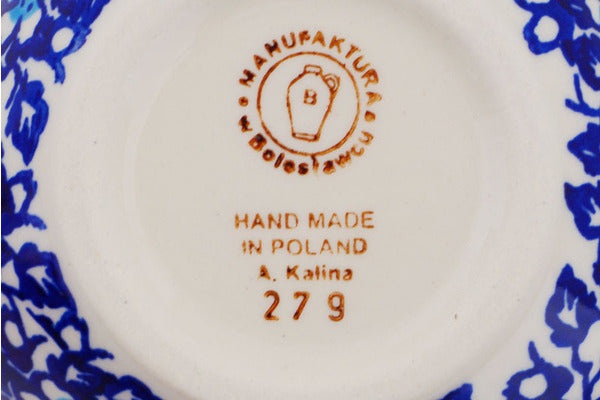 MANUFAKTURA
w Bolesławcu
B
HAND MADE
IN POLAND
A. Kalina
279